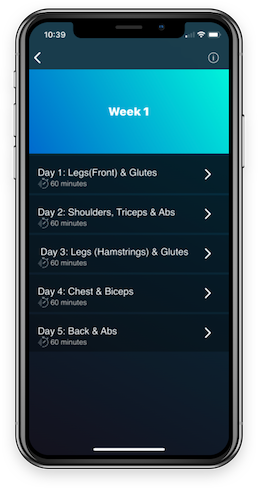 10:39
Week 1
Day 1: Legs(Front) & Glutes
60 minutes
Day 2: Shoulders, Triceps & Abs
60 minutes
Day 3: Legs (Hamstrings) & Glutes
60 minutes
Day 4: Chest & Biceps
60 minutes
Day 5: Back & Abs
60 minutes